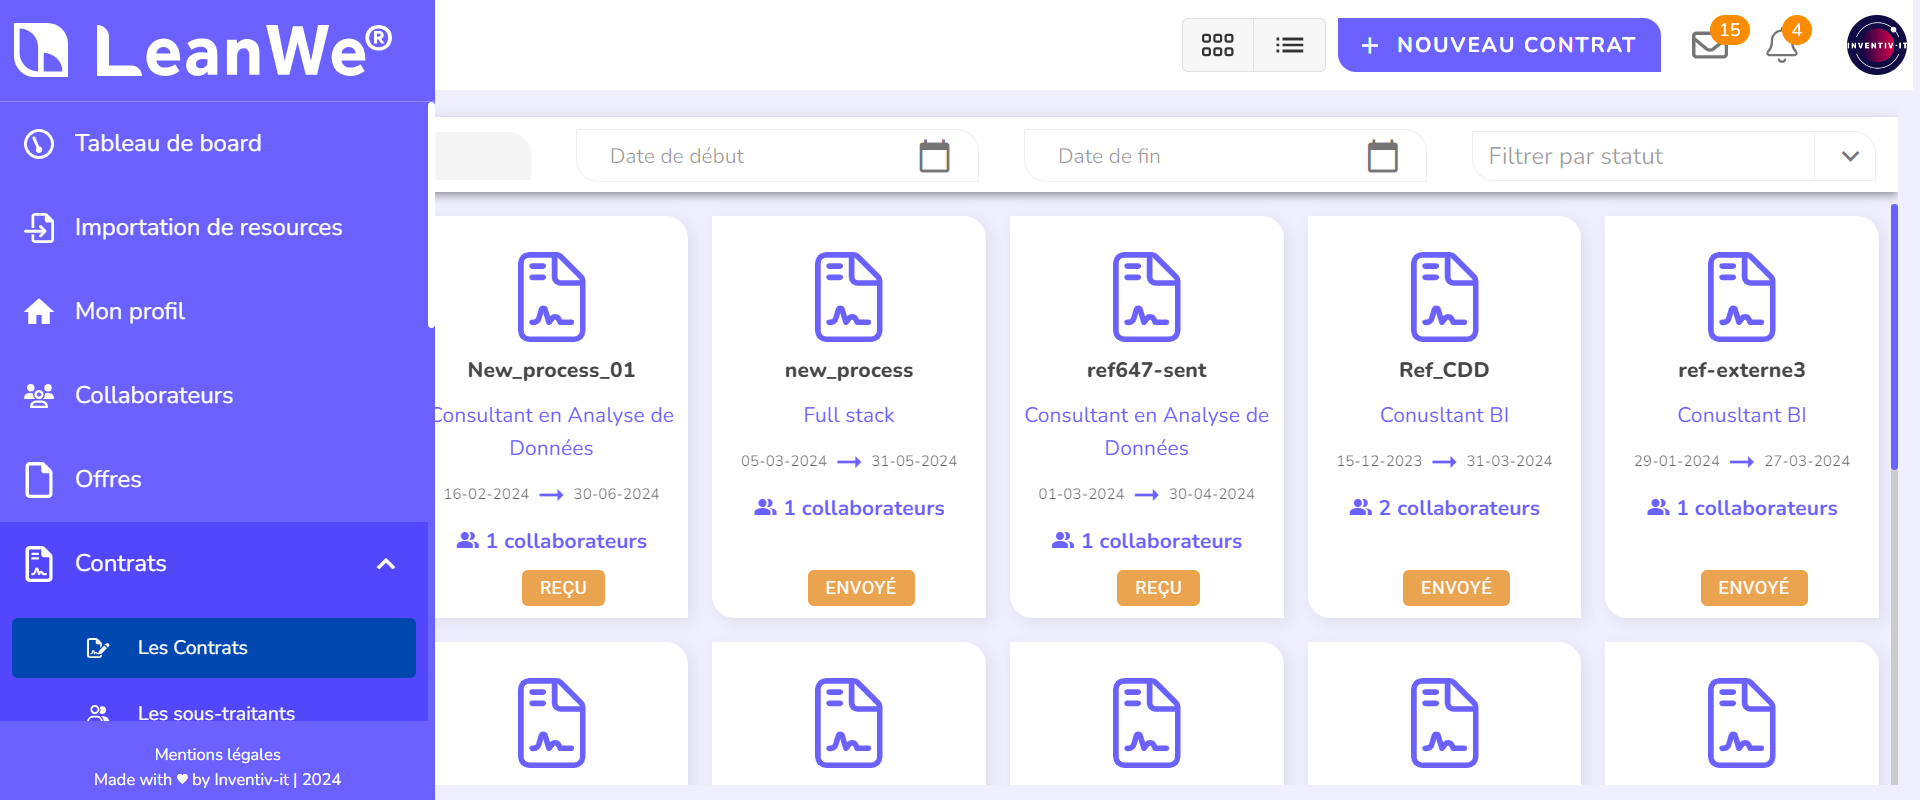 LeanWe®
NOUVEAU CONTRAT
15
4
INVENTIV-IT
Tableau de board
Importation de resources
Mon profil
Collaborateurs
Offres
Contrats
Les Contrats
Les sous-traitants
Mentions légales
Made with ♥ by Inventiv-it | 2024
Date de début
Date de fin
Filtrer par statut
New_process_01
Consultant en Analyse de
Données
16-02-2024 → 30-06-2024
1 collaborateurs
REÇU
new_process
Full stack
05-03-2024 → 31-05-2024
1 collaborateurs
ENVOYÉ
ref647-sent
Consultant en Analyse de
Données
01-03-2024 → 30-04-2024
1 collaborateurs
REÇU
Ref_CDD
Conusltant BI
15-12-2023 → 31-03-2024
2 collaborateurs
ENVOYÉ
ref-externe3
Conusltant BI
29-01-2024 → 27-03-2024
1 collaborateurs
ENVOYÉ